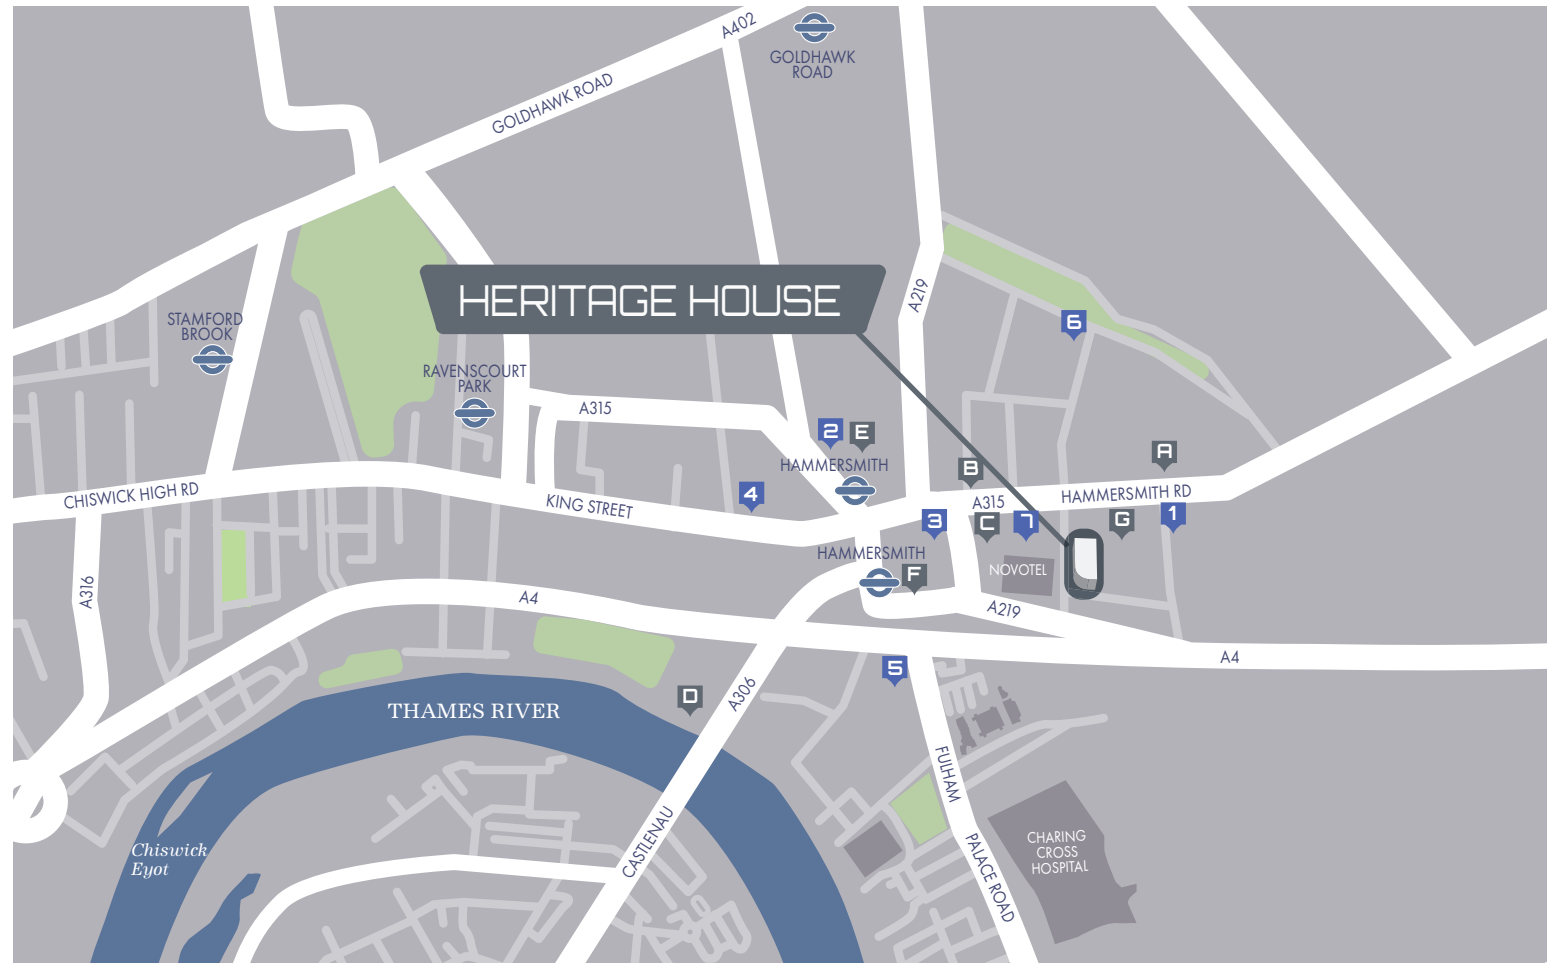 A402
GOLDHAWK
ROAD
GOLDHAWK ROAD
HERITAGE HOUSE
A219
STAMFORD
BROOK
6
RAVENSCOURT
PARK
A315
2
E
HAMMERSMITH
A
B
4
CHISWICK HIGH RD
KING STREET
A315
HAMMERSMITH RD
3
C
7
G
1
HAMMERSMITH
F
NOVOTEL
A316
A4
A219
A4
5
D
A306
THAMES RIVER
FULHAM
PALACE ROAD
CASTLENAU
Chiswick
Eyot
CHARING
CROSS
HOSPITAL